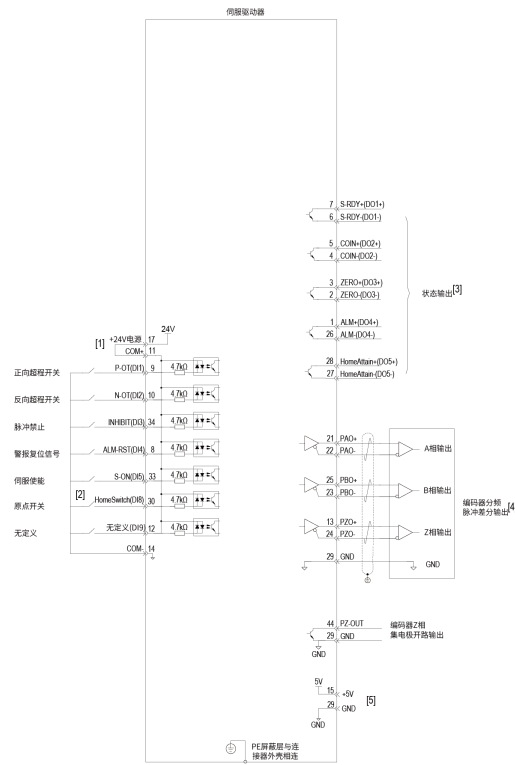 伺服驱动器
7 S-RDY+(DO1+)
6 S-RDY-(DO1-)
5 COIN+(DO2+)
4 COIN-(DO2-)
3 ZERO+(DO3+)
2 ZERO-(DO3-)
状态输出[3]
1 ALM+(DO4+)
26 ALM-(DO4-)
28 HomeAttain+(DO5+)
27 HomeAttain-(DO5-)
24V
[1] +24V电源 17
COM+ 11
正向超程开关 P-OT(DI1) 9 4.7kΩ
反向超程开关 N-OT(DI2) 10 4.7kΩ
脉冲禁止 INHIBIT(DI3) 34 4.7kΩ
警报复位信号 ALM-RST(DI4) 8 4.7kΩ
伺服使能 S-ON(DI5) 33 4.7kΩ
[2]
原点开关 HomeSwitch(DI8) 30 4.7kΩ
无定义 无定义(DI9) 12 4.7kΩ
COM- 14
21 PAO+
22 PAO-
A相输出
25 PBO+
23 PBO-
B相输出
13 PZO+
24 PZO-
Z相输出
编码器分频
脉冲差分输出[4
29 GND
GND
44 PZ-OUT
29 GND
GND
编码器Z相
集电极开路输出
5V
15 +5V
[5]
29 GND
GND
PE屏蔽层与连
接器外壳相连